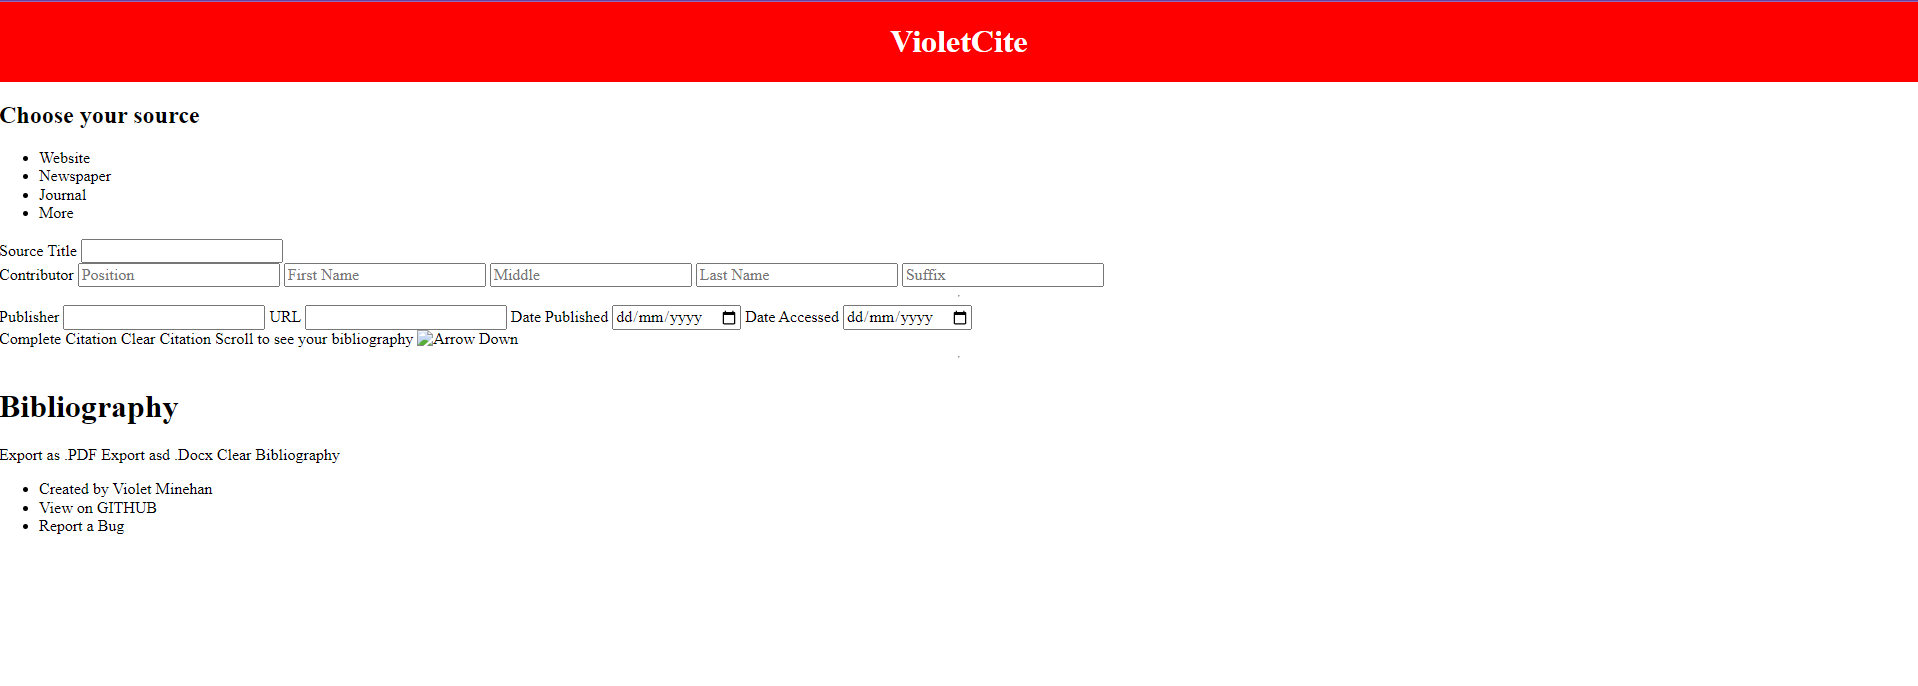 VioletCite
Choose your source
Website
Newspaper
Journal
More
Source Title
Contributor Position First Name Middle Last Name Suffix
Publisher URL Date Published dd/mm/yyyy Date Accessed dd/mm/yyyy
Complete Citation Clear Citation Scroll to see your bibliography Arrow Down
Bibliography
Export as .PDF Export asd .Docx Clear Bibliography
Created by Violet Minehan
View on GITHUB
Report a Bug